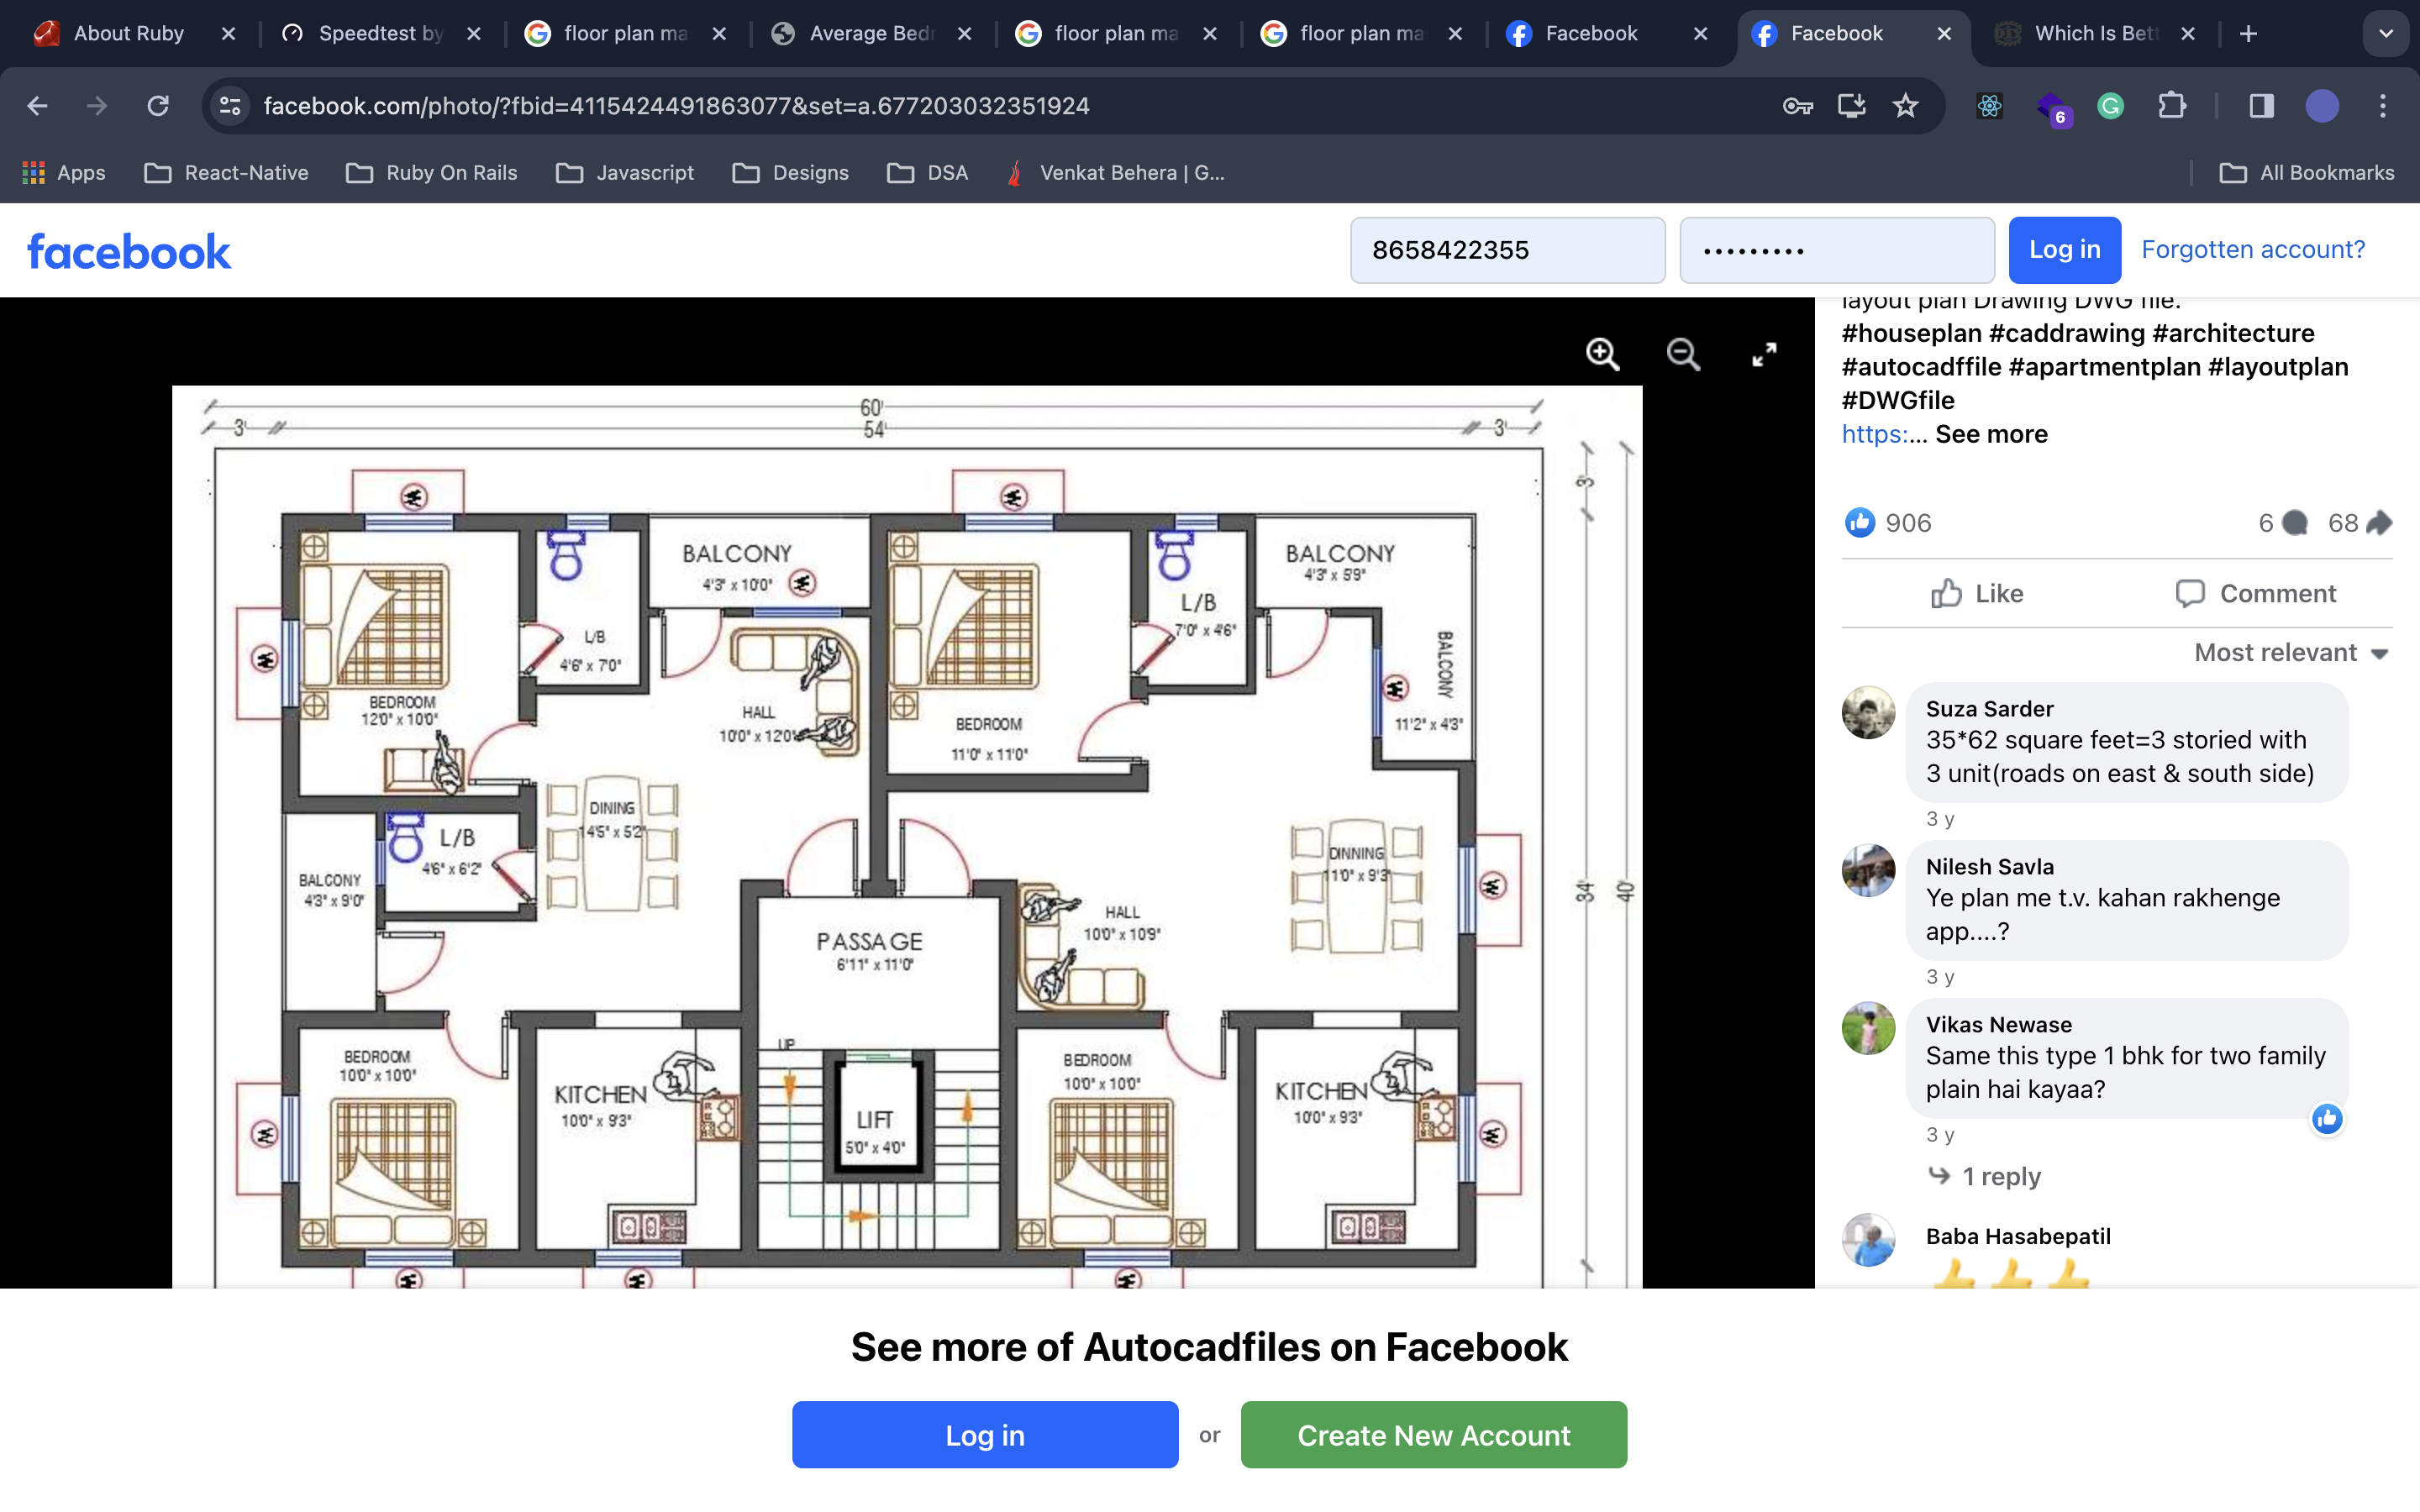 About Ruby
Speedtest by
floor plan ma
Average Bedr
floor plan ma
floor plan ma
Facebook
Facebook
Which Is Bett
facebook.com/photo/?fbid=4115424491863077&set=a.677203032351924
6
Apps
React-Native
Ruby On Rails
Javascript
Designs
DSA
Venkat Behera | G...
All Bookmarks
facebook
8658422355
•••••••••
Log in
Forgotten account?
60'
3'
54'
3'
3'
34'
40'
W
W
BALCONY
4'3" x 10'0"
W
BALCONY
4'3" x 5'9"
L/B
7'0" x 4'6"
W
L/B
4'6" x 7'0"
BALCONY
11'2" x 4'3"
W
BEDROOM
12'0" x 10'0"
HALL
10'0" x 12'0"
BEDROOM
11'0" x 11'0"
DINING
14'5" x 5'2"
L/B
4'6" x 6'2"
BALCONY
4'3" x 9'0"
DINNING
11'0" x 9'3"
W
HALL
10'0" x 10'9"
PASSAGE
6'11" x 11'0"
UP
BEDROOM
10'0" x 10'0"
W
KITCHEN
10'0" x 9'3"
LIFT
5'0" x 4'0"
BEDROOM
10'0" x 10'0"
KITCHEN
10'0" x 9'3"
W
W
W
W
layout plan Drawing DWG file.
#houseplan #caddrawing #architecture
#autocadffile #apartmentplan #layoutplan
#DWGfile
https:... See more
906
6
68
Like
Comment
Most relevant
Suza Sarder
35*62 square feet=3 storied with
3 unit(roads on east & south side)
3 y
Nilesh Savla
Ye plan me t.v. kahan rakhenge
app....?
3 y
Vikas Newase
Same this type 1 bhk for two family
plain hai kayaa?
3 y
1 reply
Baba Hasabepatil
See more of Autocadfiles on Facebook
Log in
or
Create New Account